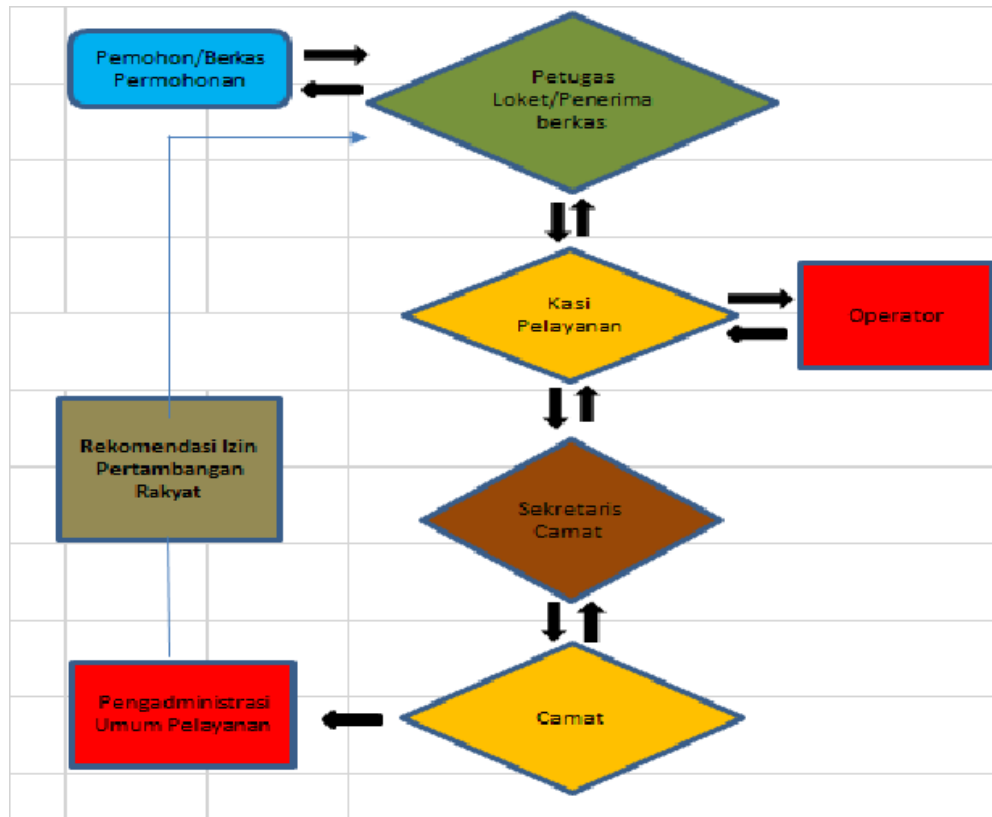 Pemohon/Berkas
Permohonan
Petugas
Loket/Penerima
berkas
Kasi
Pelayanan
Operator
Rekomendasi Izin
Pertambangan
Rakyat
Sekretaris
Camat
Pengadministrasi
Umum Pelayanan
Camat